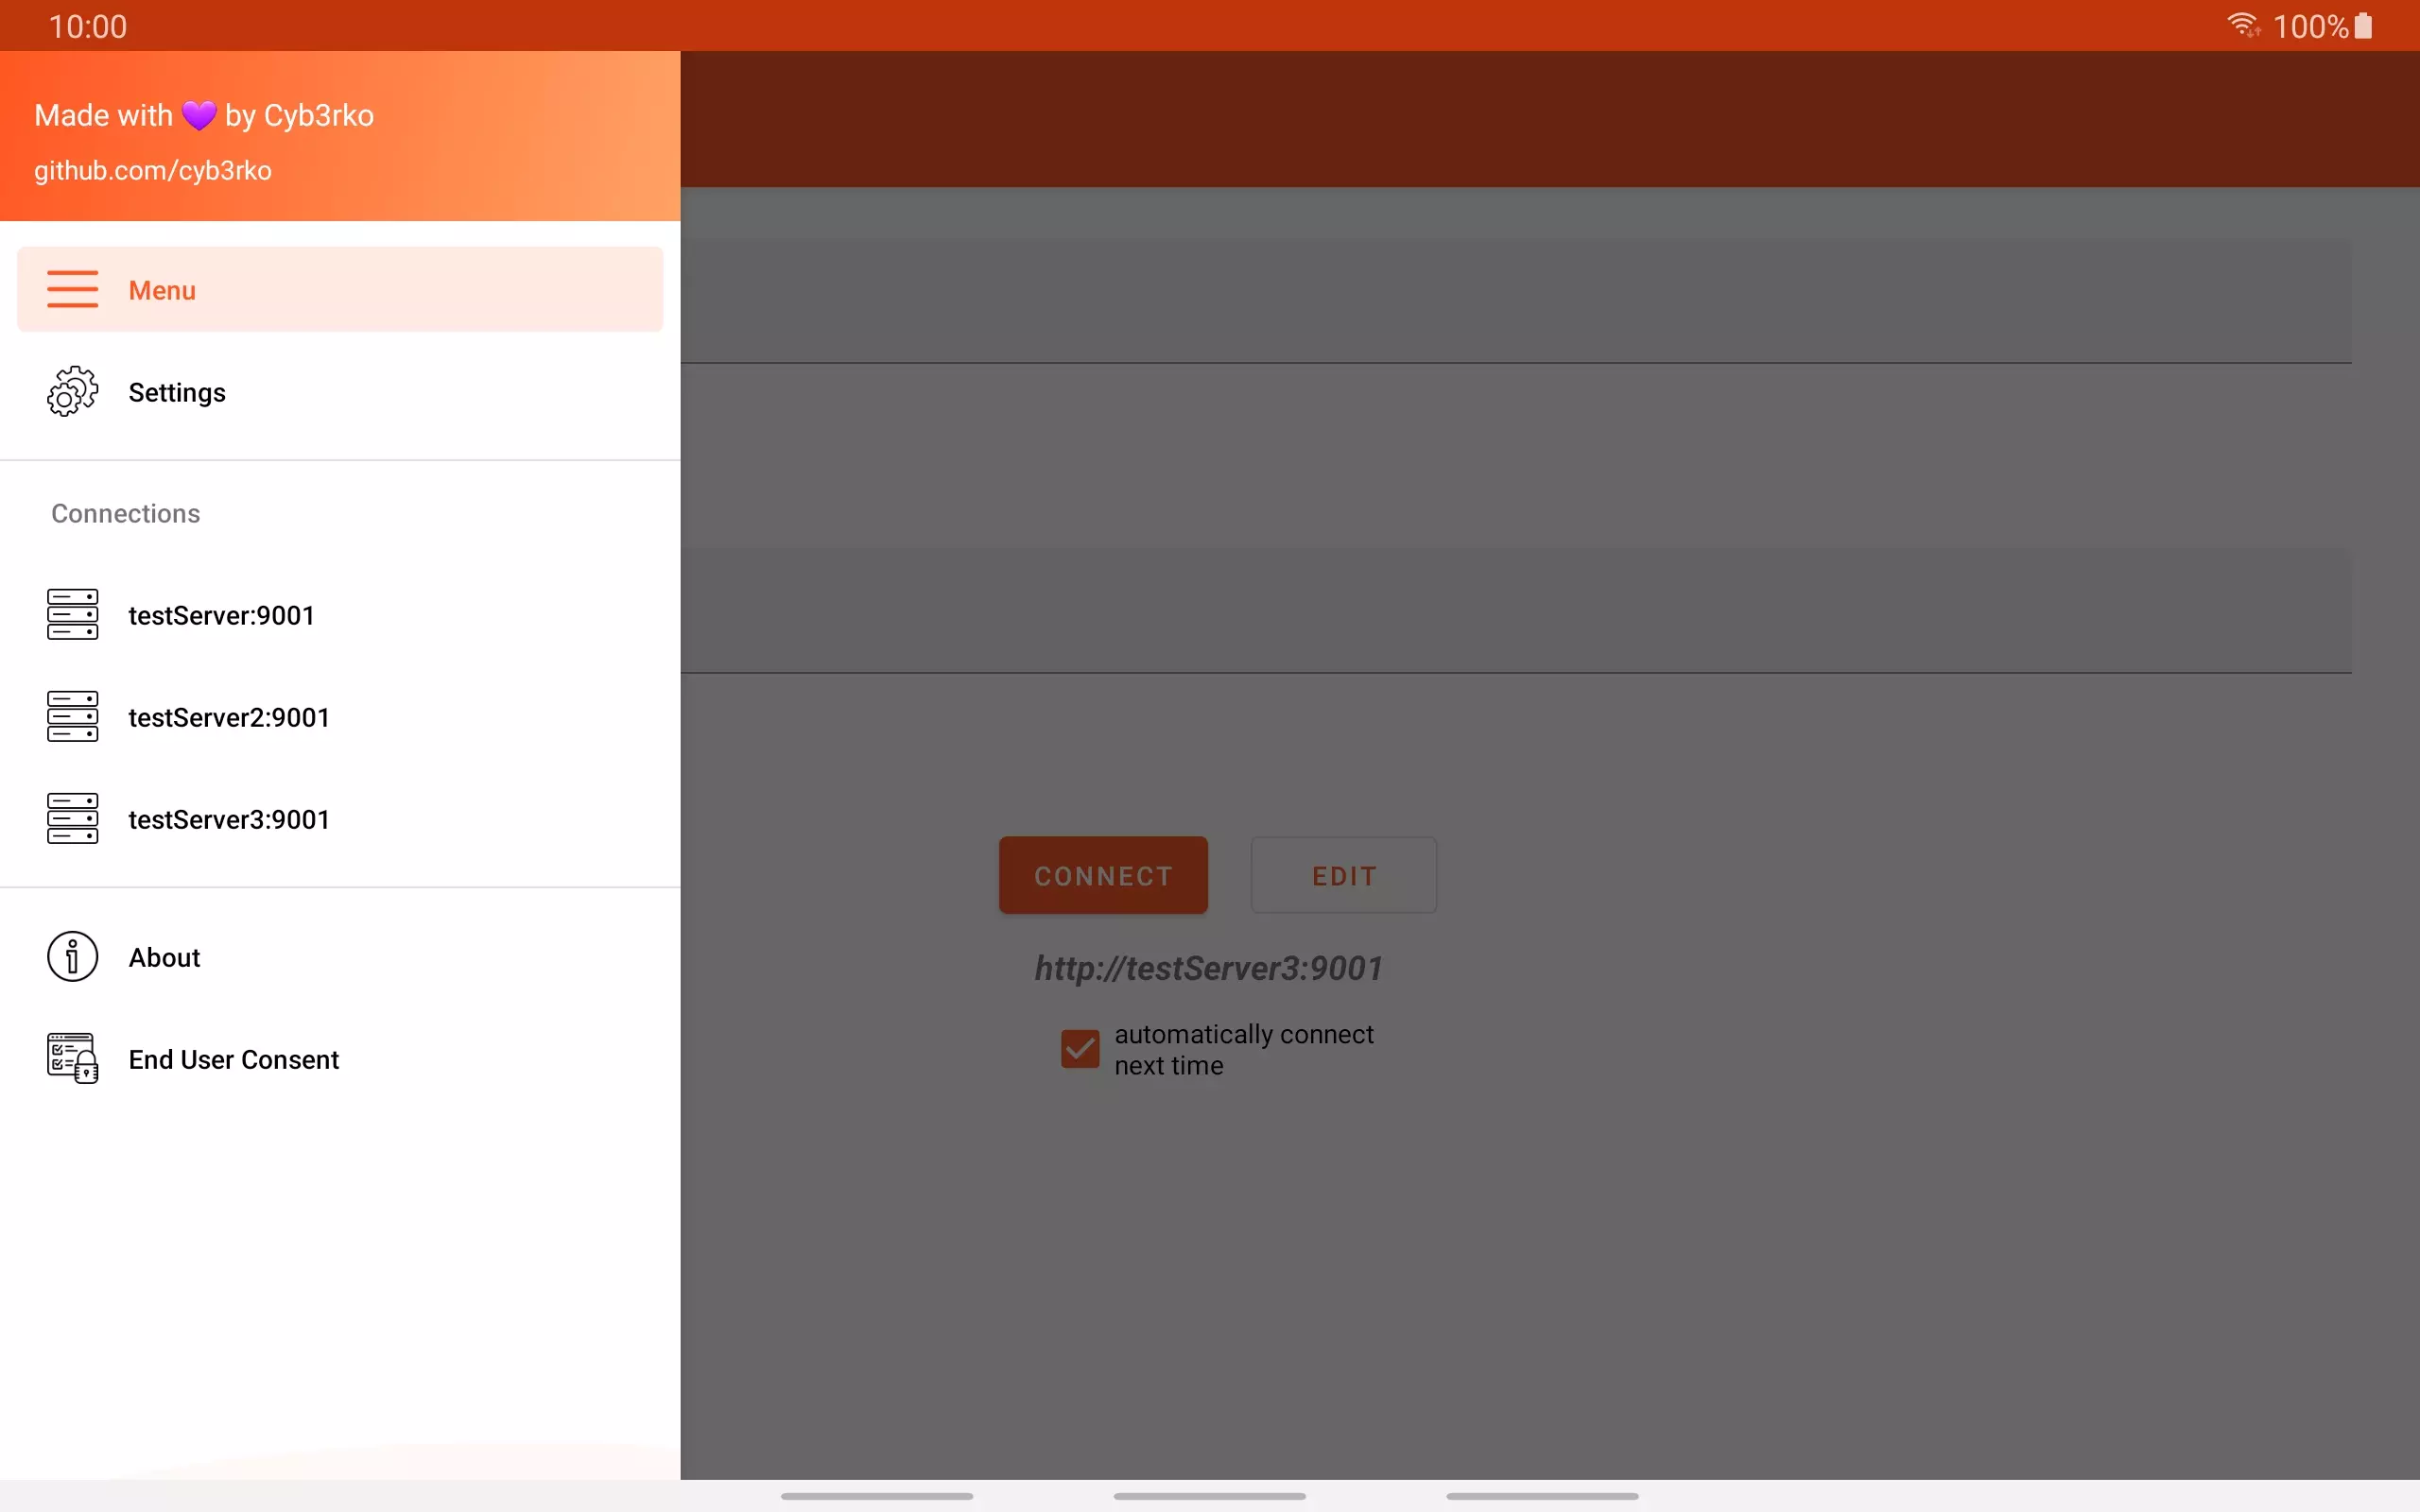 10:00
100%
Made with 💜 by Cyb3rko
github.com/cyb3rko
Menu
Settings
Connections
testServer:9001
testServer2:9001
testServer3:9001
About
End User Consent
CONNECT
EDIT
http://testServer3:9001
automatically connect
next time